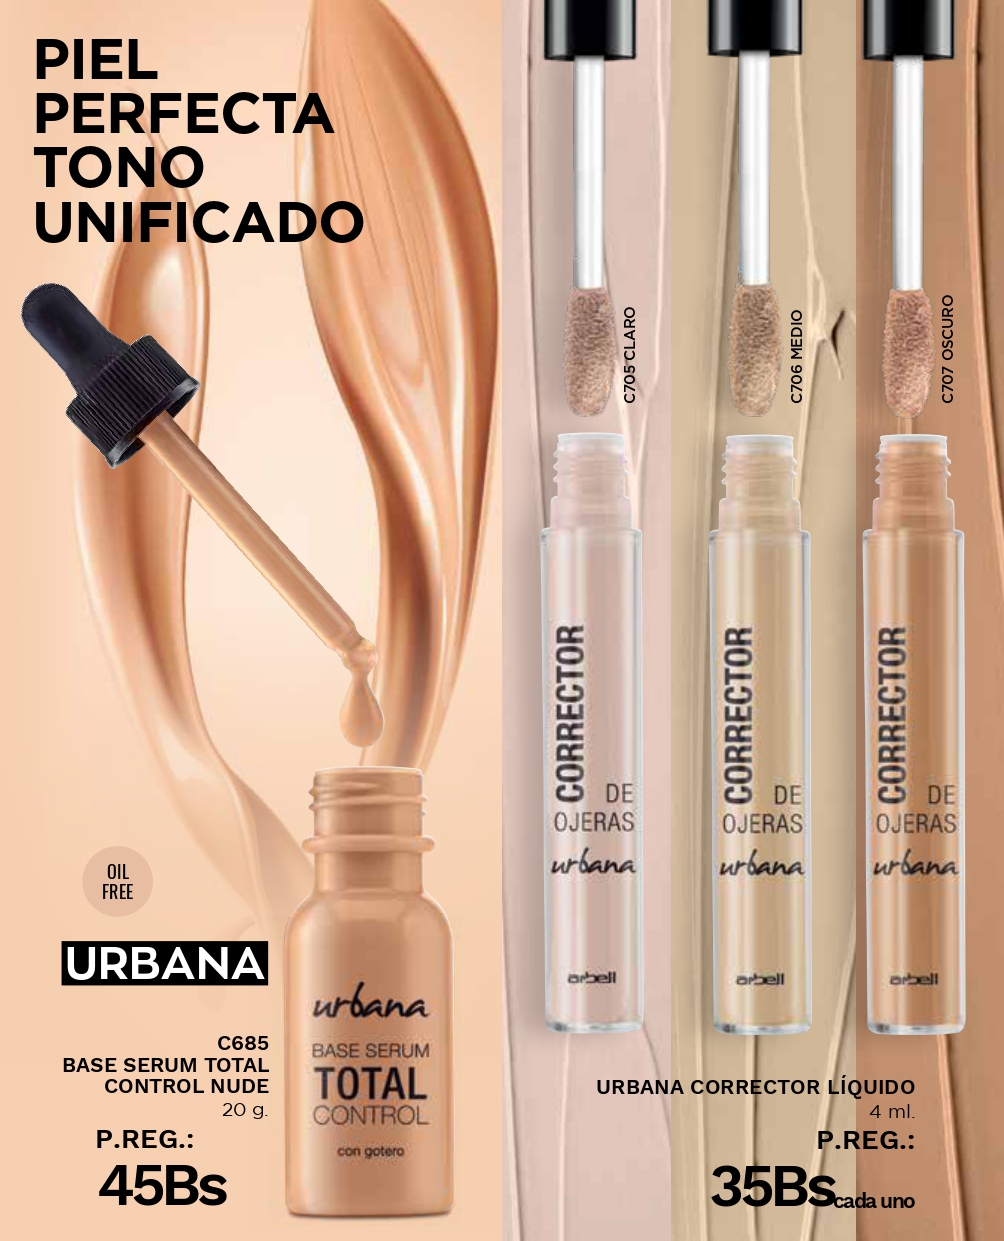 PIEL
PERFECTA
TONO
UNIFICADO
OIL
FREE
URBANA
C685
BASE SERUM TOTAL
CONTROL NUDE
20 g.
P.REG.:
45Bs
urbana
BASE SERUM
TOTAL
CONTROL
con gotero
C705 CLARO
C706 MEDIO
C707 OSCURO
CORRECTOR
DE
OJERAS
urbana
arbell
CORRECTOR
DE
OJERAS
urbana
arbell
CORRECTOR
DE
OJERAS
urbana
arbell
URBANA CORRECTOR LÍQUIDO
4 ml.
P.REG.:
35Bs cada uno